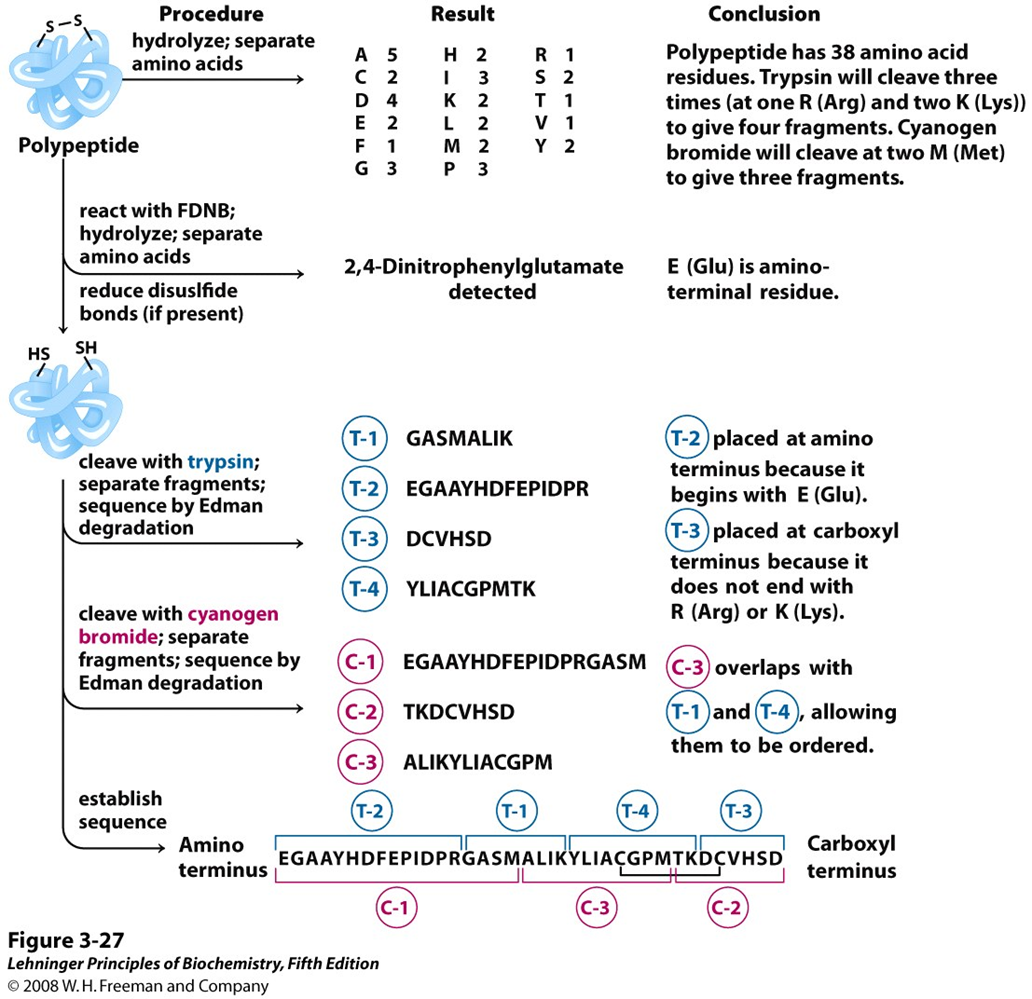 Procedure Result Conclusion
S–S
hydrolyze; separate
amino acids
Polypeptide
A 5 H 2 R 1
C 2 I 3 S 2
D 4 K 2 T 1
E 2 L 2 V 1
F 1 M 2 Y 2
G 3 P 3
Polypeptide has 38 amino acid
residues. Trypsin will cleave three
times (at one R (Arg) and two K (Lys))
to give four fragments. Cyanogen
bromide will cleave at two M (Met)
to give three fragments.
react with FDNB;
hydrolyze; separate
amino acids
reduce disuslfide
bonds (if present)
2,4-Dinitrophenylglutamate
detected
E (Glu) is amino-
terminal residue.
HS SH
cleave with trypsin;
separate fragments;
sequence by Edman
degradation
T-1 GASMALIK
T-2 EGAAYHDFEPIDPR
T-3 DCVHSD
T-4 YLIACGPMTK
T-2 placed at amino
terminus because it
begins with E (Glu).
T-3 placed at carboxyl
terminus because it
does not end with
R (Arg) or K (Lys).
cleave with cyanogen
bromide; separate
fragments; sequence by
Edman degradation
C-1 EGAAYHDFEPIDPRGASM
C-2 TKDCVHSD
C-3 ALIKYLIACGPM
C-3 overlaps with
T-1 and T-4, allowing
them to be ordered.
establish
sequence
T-2 T-1 T-4 T-3
Amino
terminus
EGAAYHDFEPIDPRGASMALIKYLIACGPMTKDCVHSD
Carboxyl
terminus
C-1 C-3 C-2
Figure 3-27
Lehninger Principles of Biochemistry, Fifth Edition
© 2008 W. H. Freeman and Company